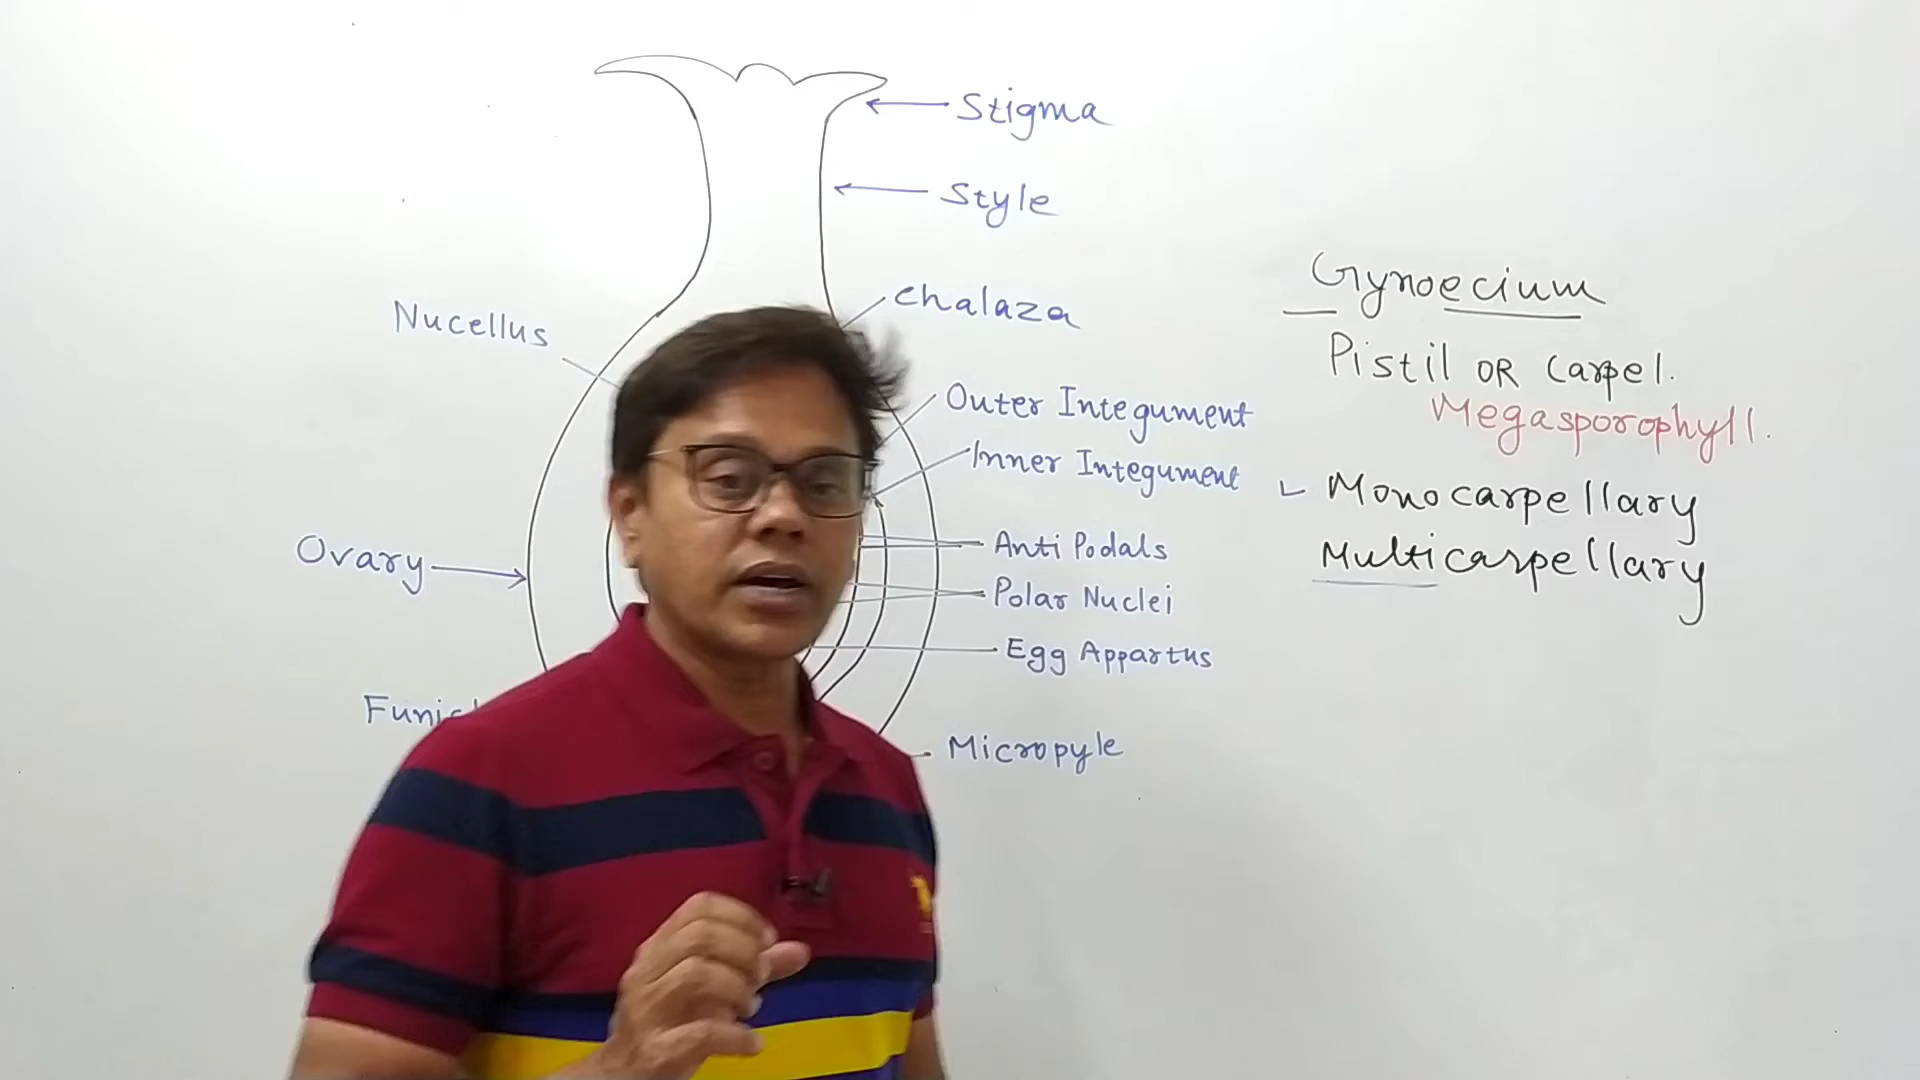 Stigma
Style
Chalaza
Nucellus
Outer Integument
Inner Integument
Ovary
Anti Podals
Polar Nuclei
Egg Appartus
Micropyle
Gynoecium
Pistil OR Carpel.
Megasporophyll.
Monocarpellary
Multicarpellary